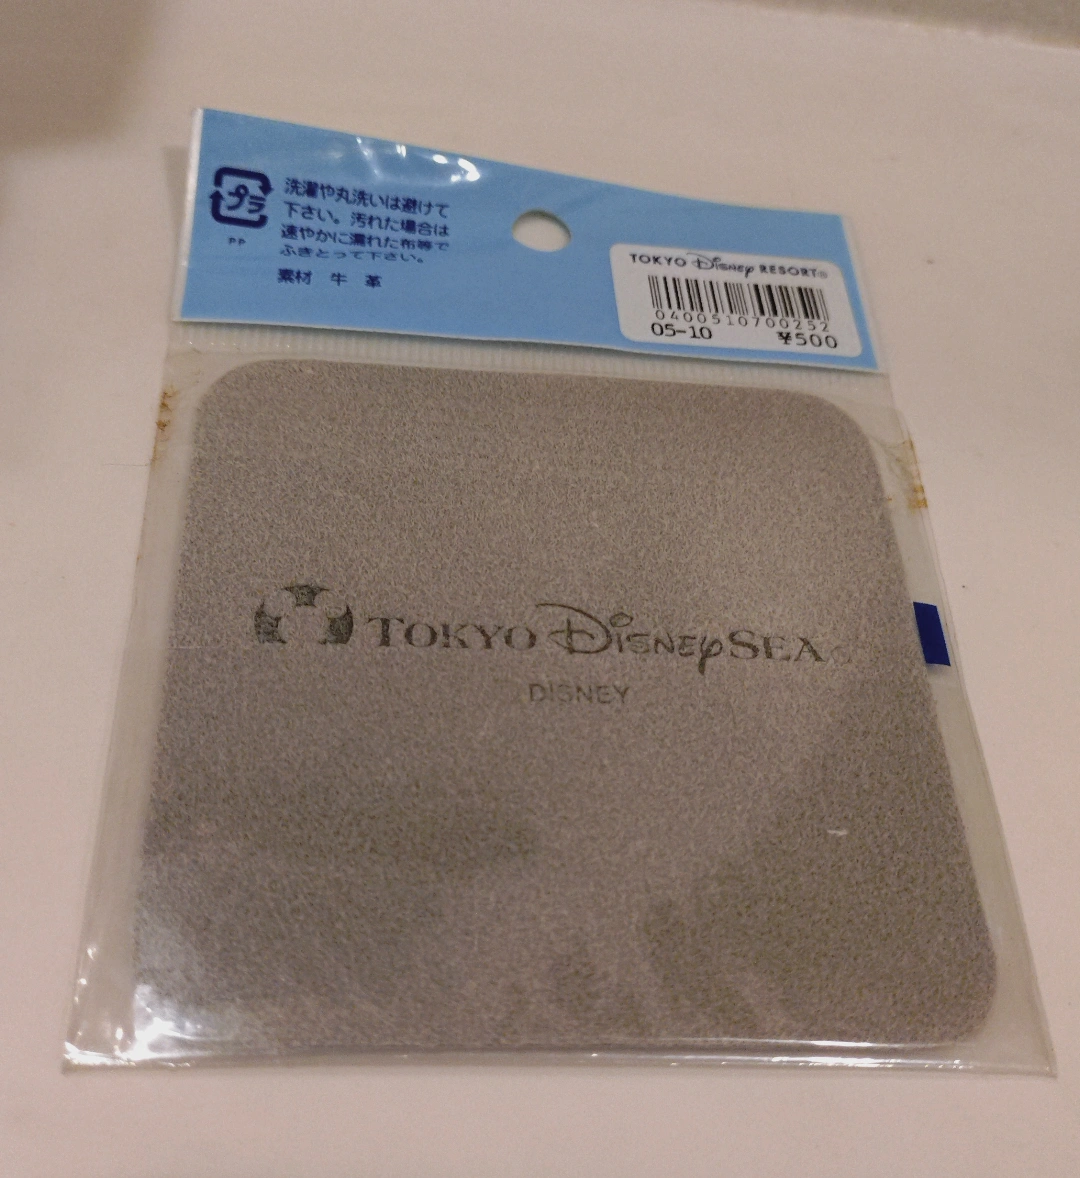 プラ
PP
洗濯や丸洗いは避けて
下さい。汚れた場合は
速やかに濡れた布等で
ふきとって下さい。
素材 牛 革
TOKYO Disney RESORT®
0400510700252
05-10 ¥500
TOKYO DISNEYSEA
DISNEY